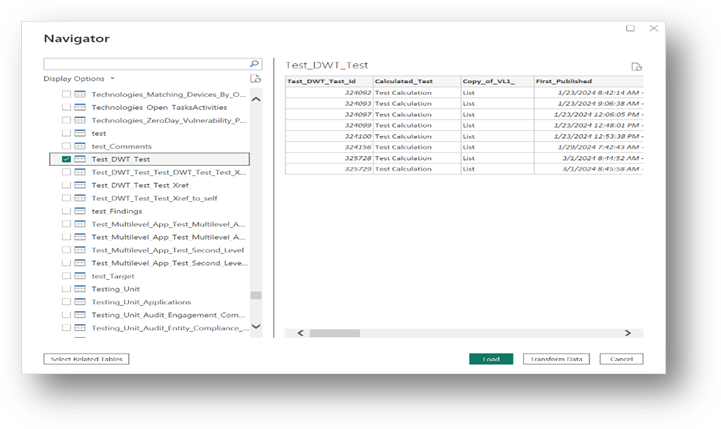 Navigator
Display Options
Technologies_Matching_Devices_By_O...
Technologies_Open_TasksActivities
Technologies_ZeroDay_Vulnerability_P...
test
test_Comments
Test_DWT_Test
Test_DWT_Test_Test_DWT_Test_Test_X...
Test_DWT_Test_Test_Xref
Test_DWT_Test_Test_Xref_to_self
test_Findings
Test_Multilevel_App_Test_Multilevel_A...
Test_Multilevel_App_Test_Multilevel_A...
Test_Multilevel_App_Test_Second_Level
Test_Multilevel_App_Test_Second_Leve...
test_Target
Testing_Unit
Testing_Unit_Applications
Testing_Unit_Audit_Engagement_Com...
Testing_Unit_Audit_Entity_Compliance_...
Select Related Tables
Test_DWT_Test
Test_DWT_Test_Id Calculated_Test Copy_of_VL1_ First_Published
324092 Test Calculation List 1/23/2024 8:42:14 AM -
324093 Test Calculation List 1/23/2024 9:06:38 AM -
324097 Test Calculation List 1/23/2024 12:06:05 PM -
324099 Test Calculation List 1/23/2024 12:48:01 PM -
324100 Test Calculation List 1/23/2024 12:53:38 PM -
324156 Test Calculation List 1/29/2024 7:42:43 AM -
325728 Test Calculation List 3/1/2024 8:44:52 AM -
325729 Test Calculation List 3/1/2024 8:45:58 AM -
Load Transform Data Cancel